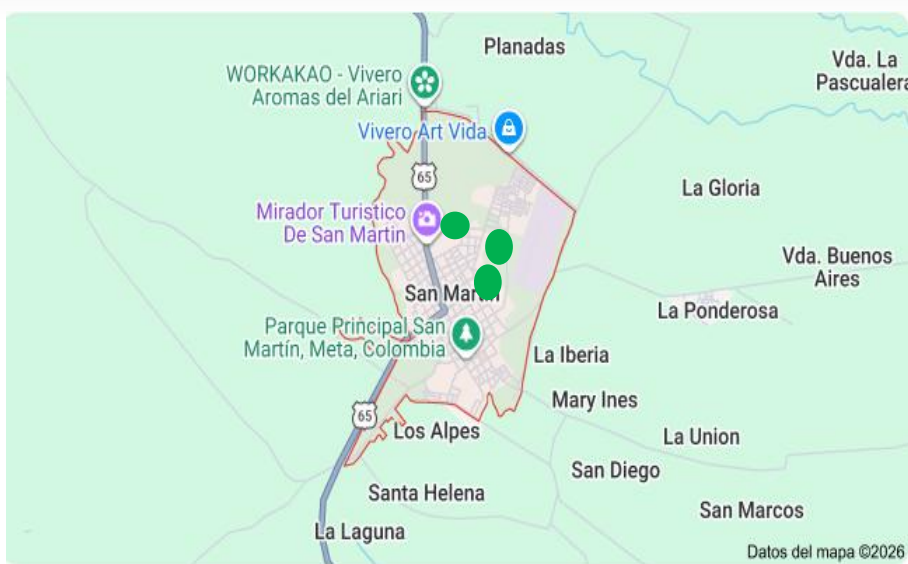 Planadas
Vda. La
Pascualera
WORKAKAO - Vivero
Aromas del Ariari
Vivero Art Vida
65
La Gloria
Mirador Turistico
De San Martin
Vda. Buenos
Aires
San Martin
La Ponderosa
Parque Principal San
Martín, Meta, Colombia
La Iberia
Mary Ines
65
Los Alpes
La Union
San Diego
Santa Helena
San Marcos
La Laguna
Datos del mapa ©2026